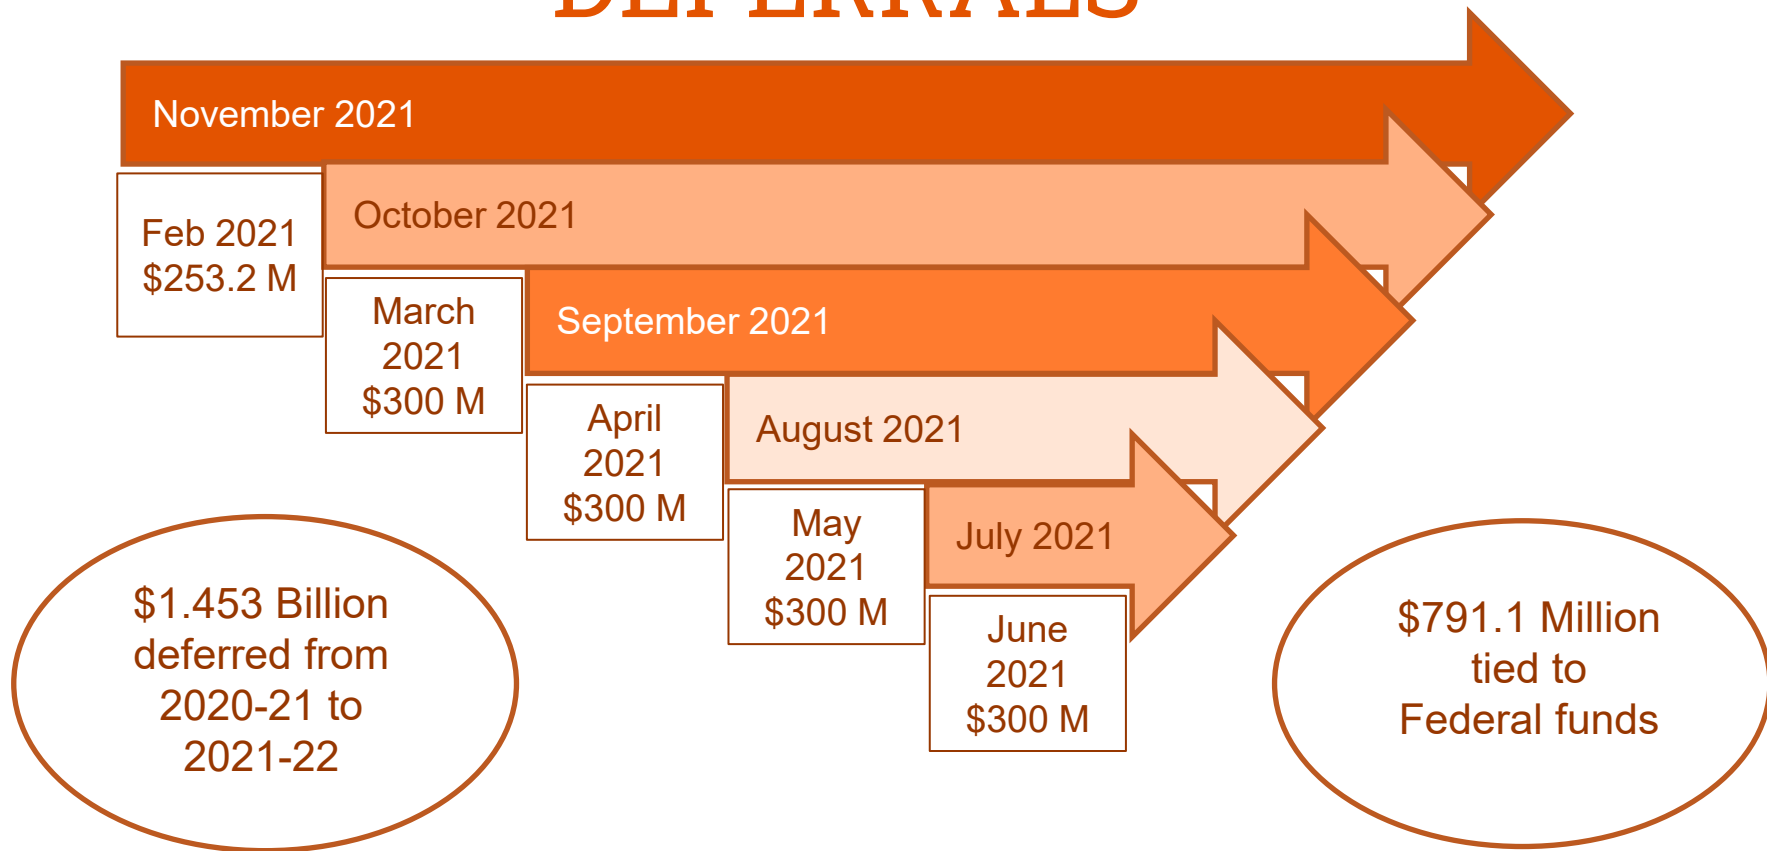 DEFERRALS
November 2021
Feb 2021
$253.2 M
October 2021
March
2021
$300 M
September 2021
April
2021
$300 M
August 2021
May
2021
$300 M
July 2021
June
2021
$300 M
$1.453 Billion
deferred from
2020-21 to
2021-22
$791.1 Million
tied to
Federal funds